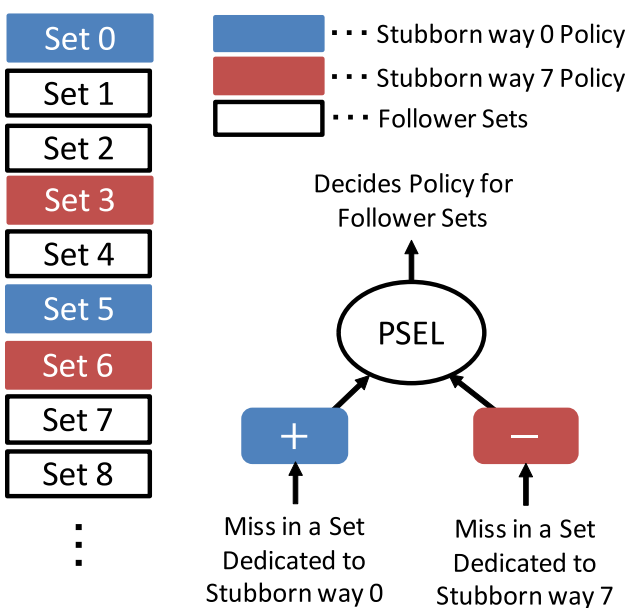 Set 0
Set 1
Set 2
Set 3
Set 4
Set 5
Set 6
Set 7
Set 8
⋮
··· Stubborn way 0 Policy
··· Stubborn way 7 Policy
··· Follower Sets
Decides Policy for
Follower Sets
PSEL
+
−
Miss in a Set
Dedicated to
Stubborn way 0
Miss in a Set
Dedicated to
Stubborn way 7